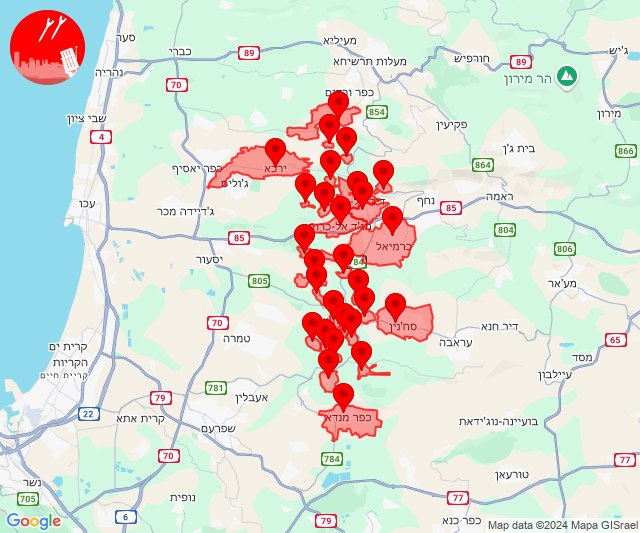 מעיליא
סער
כברי
89
מעלות תרשיחא
חורפיש
89
ג'יש
נהריה
70
הר מירון
כפר ורדים
854
מירון
שבי ציון
4
פקיעין
בית ג'ן
866
864
כפר יאסיף
ירכא
ג'וליס
נחף
ראמה
עכו
ג'דיידה מכר
85
מג'ד אל-כרום
804
85
כרמיאל
806
יסעור
805
מע'אר
70
סח'נין
דיר חנא
טמרה
עראבה
65
קרית ים
הקריות
קרית חיים
מסד
עיילבון
781
79
אעבלין
22
קרית אתא
כפר מנדא
בועיינה-נוג'ידאת
שפרעם
784
70
77
טורעאן
נשר
705
נופית
77
6
79
כפר כנא
Google
Map data ©2024 Mapa GISrael